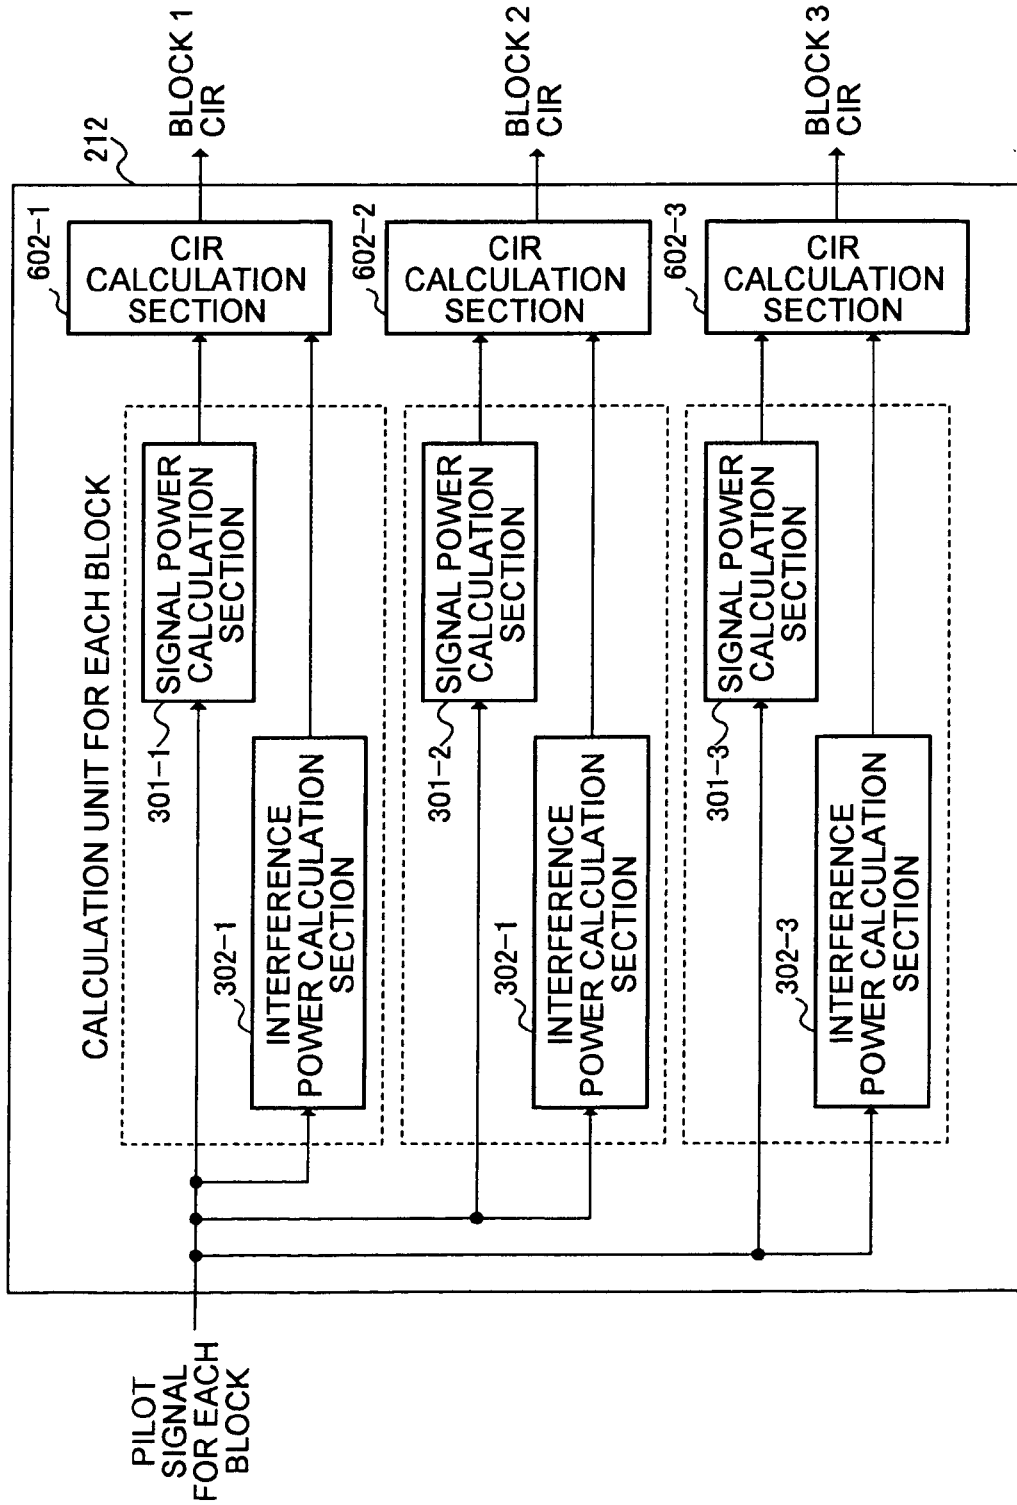 PILOT
SIGNAL
FOR EACH
BLOCK
CALCULATION UNIT FOR EACH BLOCK
212
301-1
SIGNAL POWER
CALCULATION
SECTION
302-1
INTERFERENCE
POWER CALCULATION
SECTION
602-1
CIR
CALCULATION
SECTION
BLOCK 1
CIR
301-2
SIGNAL POWER
CALCULATION
SECTION
302-1
INTERFERENCE
POWER CALCULATION
SECTION
602-2
CIR
CALCULATION
SECTION
BLOCK 2
CIR
301-3
SIGNAL POWER
CALCULATION
SECTION
302-3
INTERFERENCE
POWER CALCULATION
SECTION
602-3
CIR
CALCULATION
SECTION
BLOCK 3
CIR